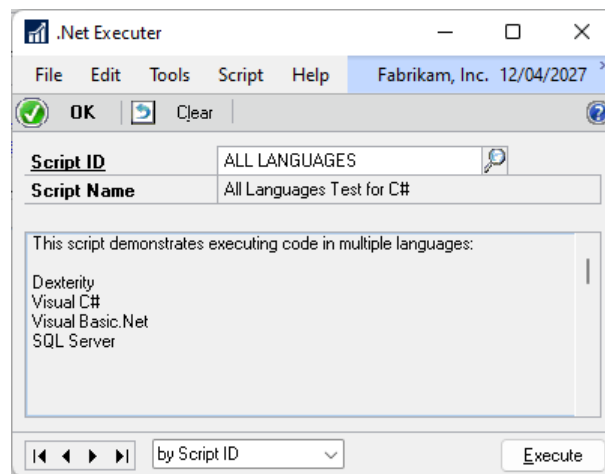 .Net Executer
File Edit Tools Script Help Fabrikam, Inc. 12/04/2027 »
OK Clear
Script ID ALL LANGUAGES
Script Name All Languages Test for C#
This script demonstrates executing code in multiple languages:
Dexterity
Visual C#
Visual Basic.Net
SQL Server
by Script ID Execute